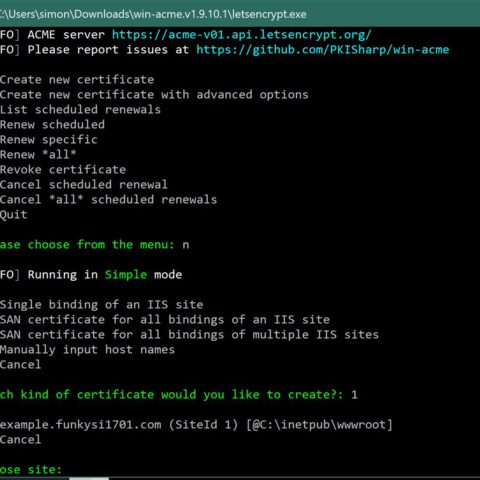 C:\Users\simon\Downloads\win-acme.v1.9.10.1\letsencrypt.exe
FO] ACME server https://acme-v01.api.letsencrypt.org/
FO] Please report issues at https://github.com/PKISharp/win-acme
Create new certificate
Create new certificate with advanced options
List scheduled renewals
Renew scheduled
Renew specific
Renew *all*
Revoke certificate
Cancel scheduled renewal
Cancel *all* scheduled renewals
Quit
ase choose from the menu: n
FO] Running in Simple mode
Single binding of an IIS site
SAN certificate for all bindings of an IIS site
SAN certificate for all bindings of multiple IIS sites
Manually input host names
Cancel
ch kind of certificate would you like to create?: 1
example.funkysi1701.com (SiteId 1) [@C:\inetpub\wwwroot]
Cancel
ose site: